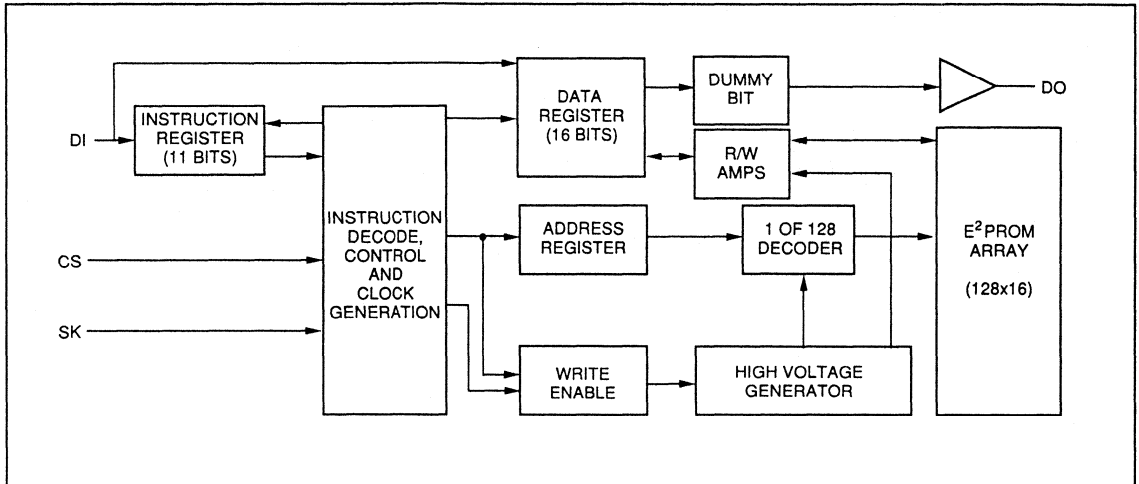 DI
INSTRUCTION
REGISTER
(11 BITS)
CS
SK
INSTRUCTION
DECODE,
CONTROL
AND
CLOCK
GENERATION
DATA
REGISTER
(16 BITS)
DUMMY
BIT
DO
R/W
AMPS
ADDRESS
REGISTER
1 OF 128
DECODER
E²PROM
ARRAY
(128x16)
WRITE
ENABLE
HIGH VOLTAGE
GENERATOR